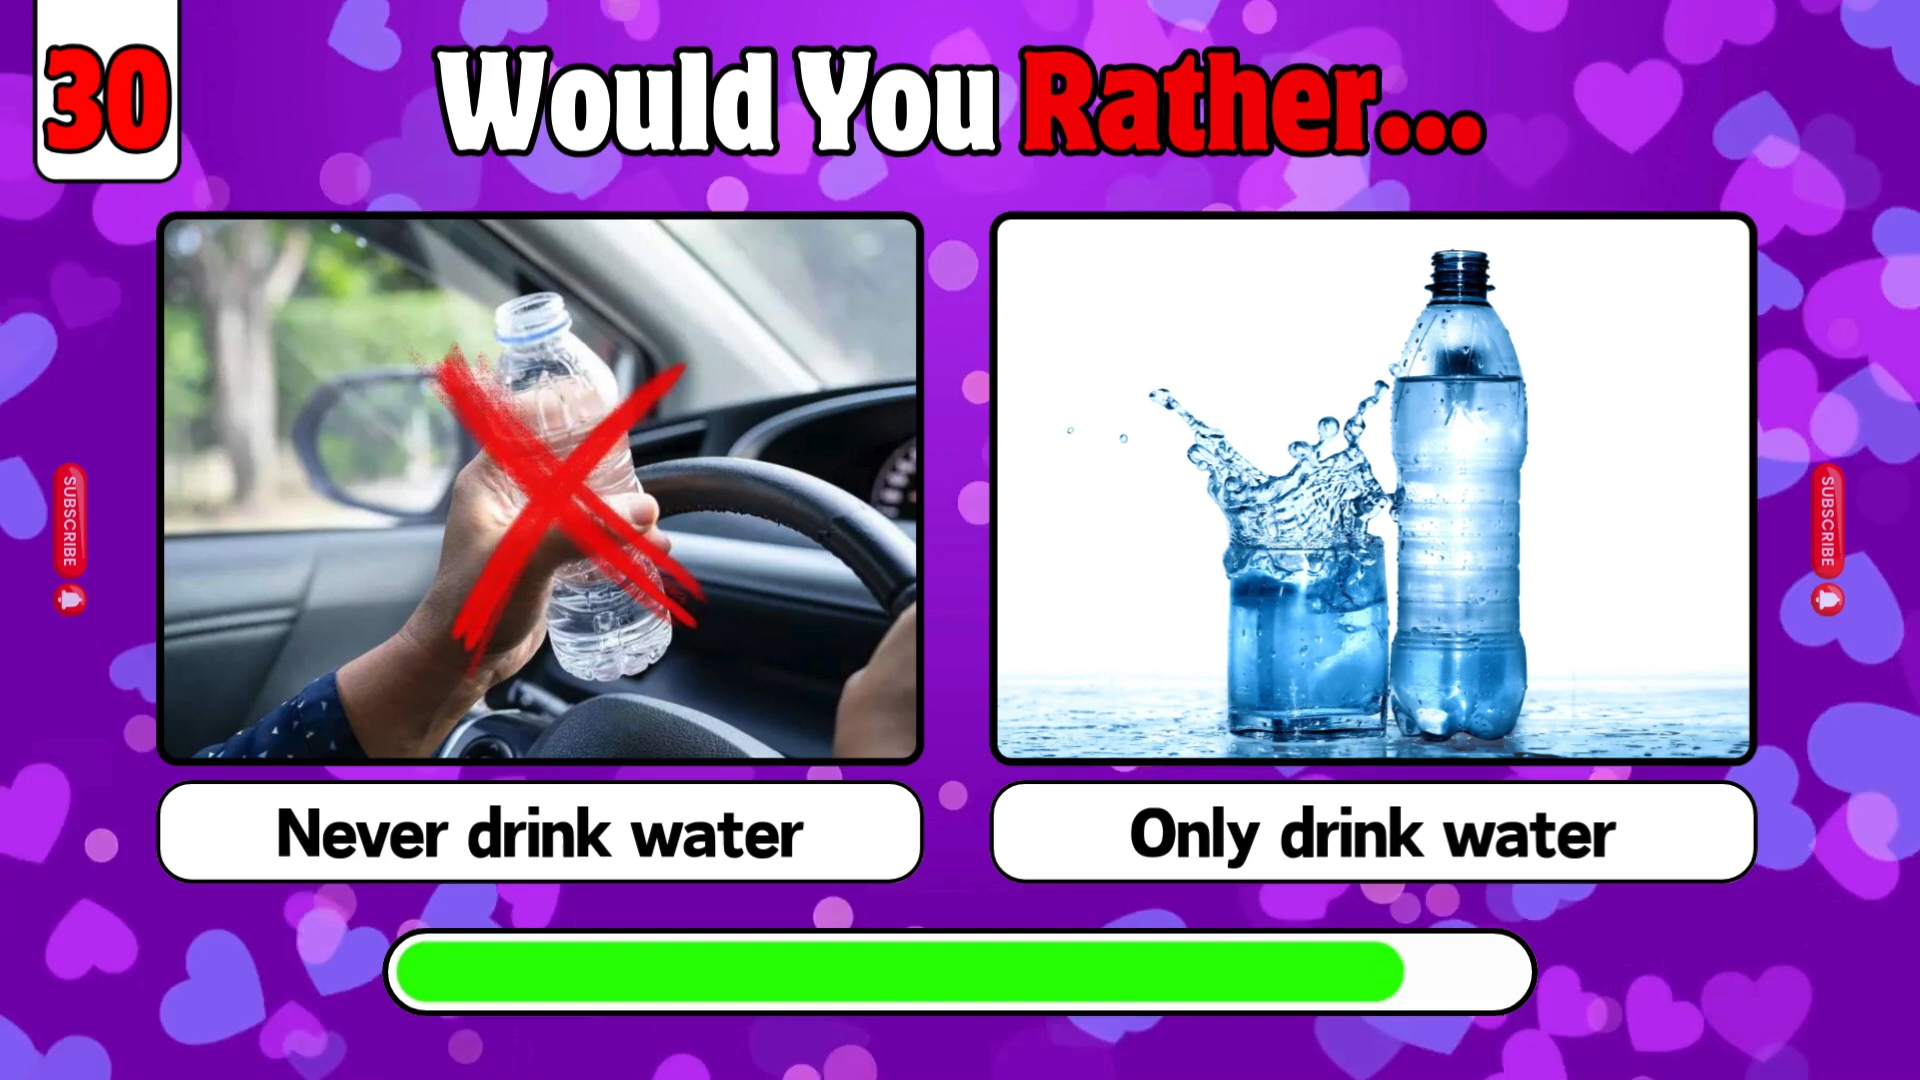 30
Would You Rather...
SUBSCRIBE
SUBSCRIBE
Never drink water
Only drink water